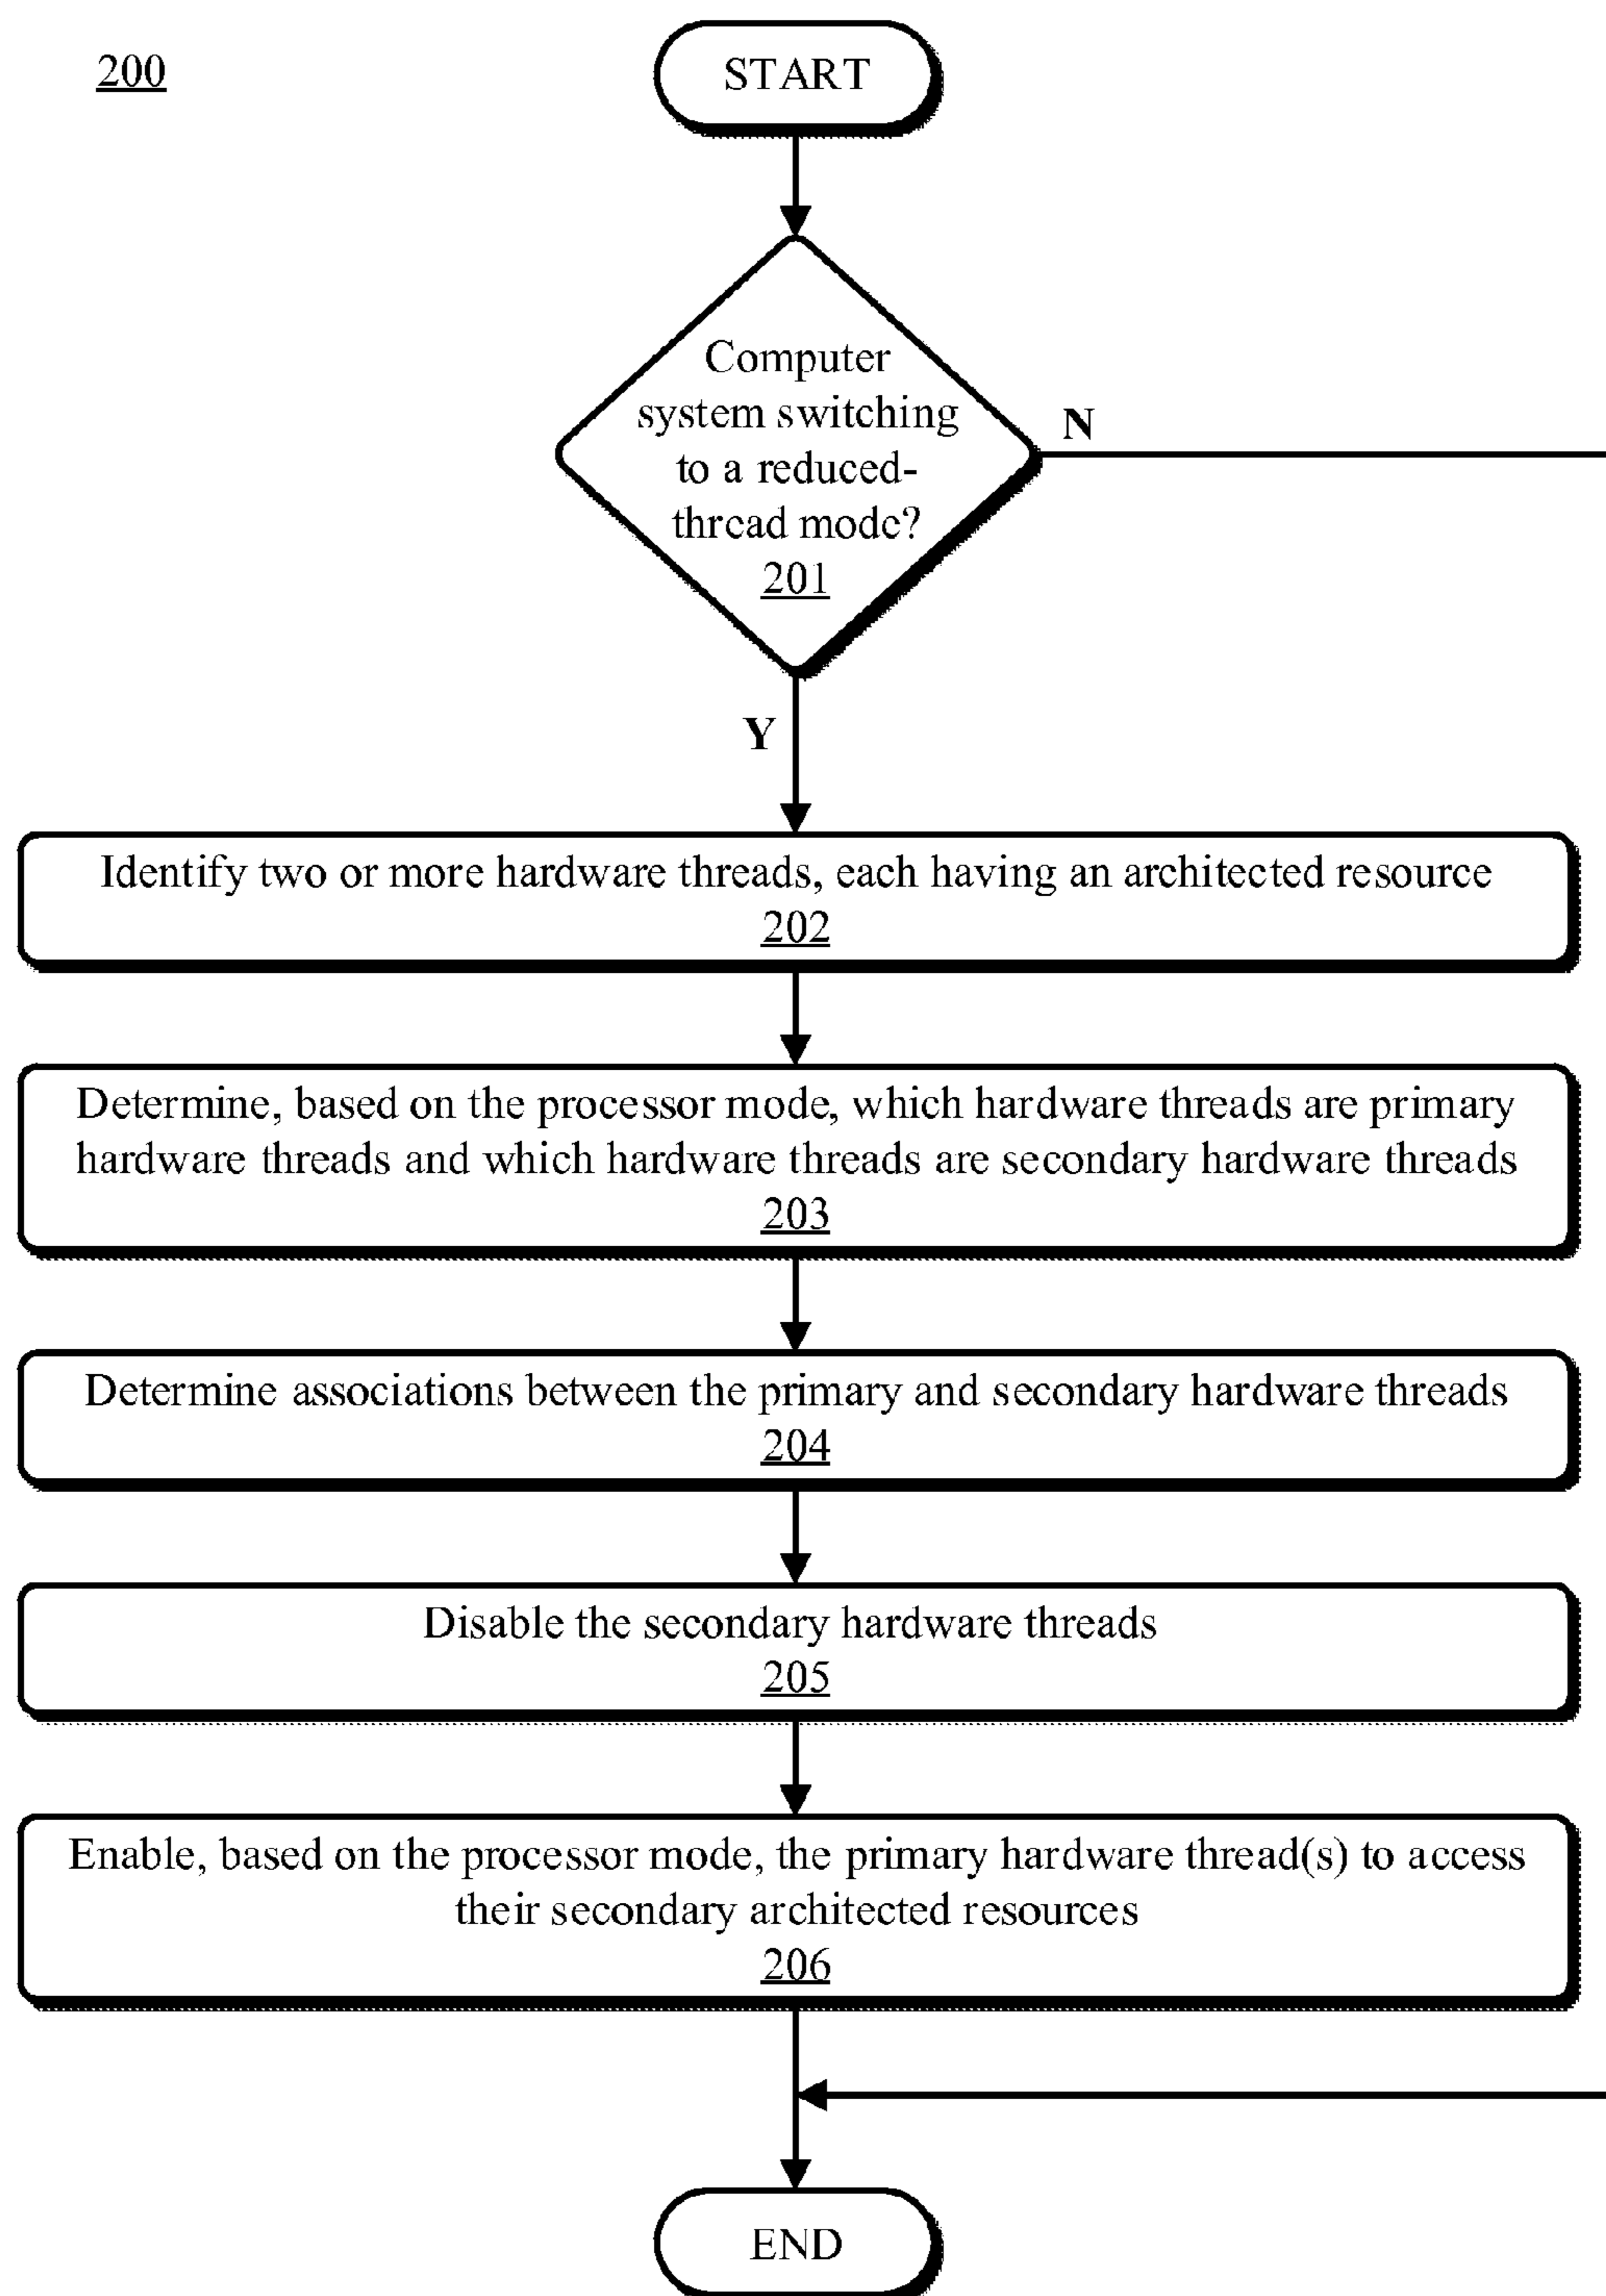 200
START
Computer
system switching
to a reduced-
thread mode?
201
N
Y
Identify two or more hardware threads, each having an architected resource
202
Determine, based on the processor mode, which hardware threads are primary
hardware threads and which hardware threads are secondary hardware threads
203
Determine associations between the primary and secondary hardware threads
204
Disable the secondary hardware threads
205
Enable, based on the processor mode, the primary hardware thread(s) to access
their secondary architected resources
206
END